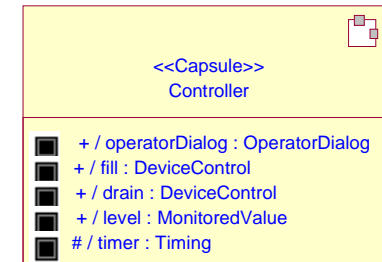 <<Capsule>>
Controller
+ / operatorDialog : OperatorDialog
+ / fill : DeviceControl
+ / drain : DeviceControl
+ / level : MonitoredValue
# / timer : Timing